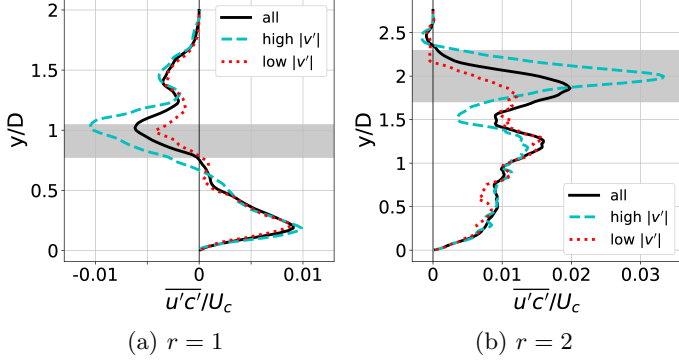 2
1.5
1
0.5
0
y/D
all
high |v′|
low |v′|
-0.01
0
0.01
u′c′/U_c
(a) r = 1
2.5
2
1.5
1
0.5
0
y/D
all
high |v′|
low |v′|
0
0.01
0.02
0.03
u′c′/U_c
(b) r = 2